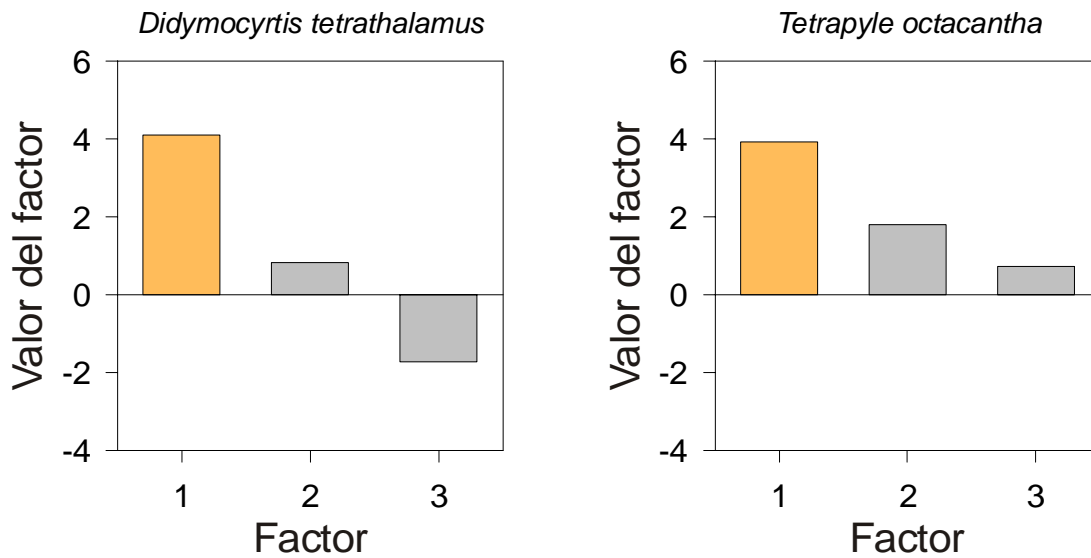 Didymocyrtis tetrathalamus
6
4
2
0
-2
-4
Valor del factor
1 2 3
Factor
Tetrapyle octacantha
6
4
2
0
-2
-4
Valor del factor
1 2 3
Factor